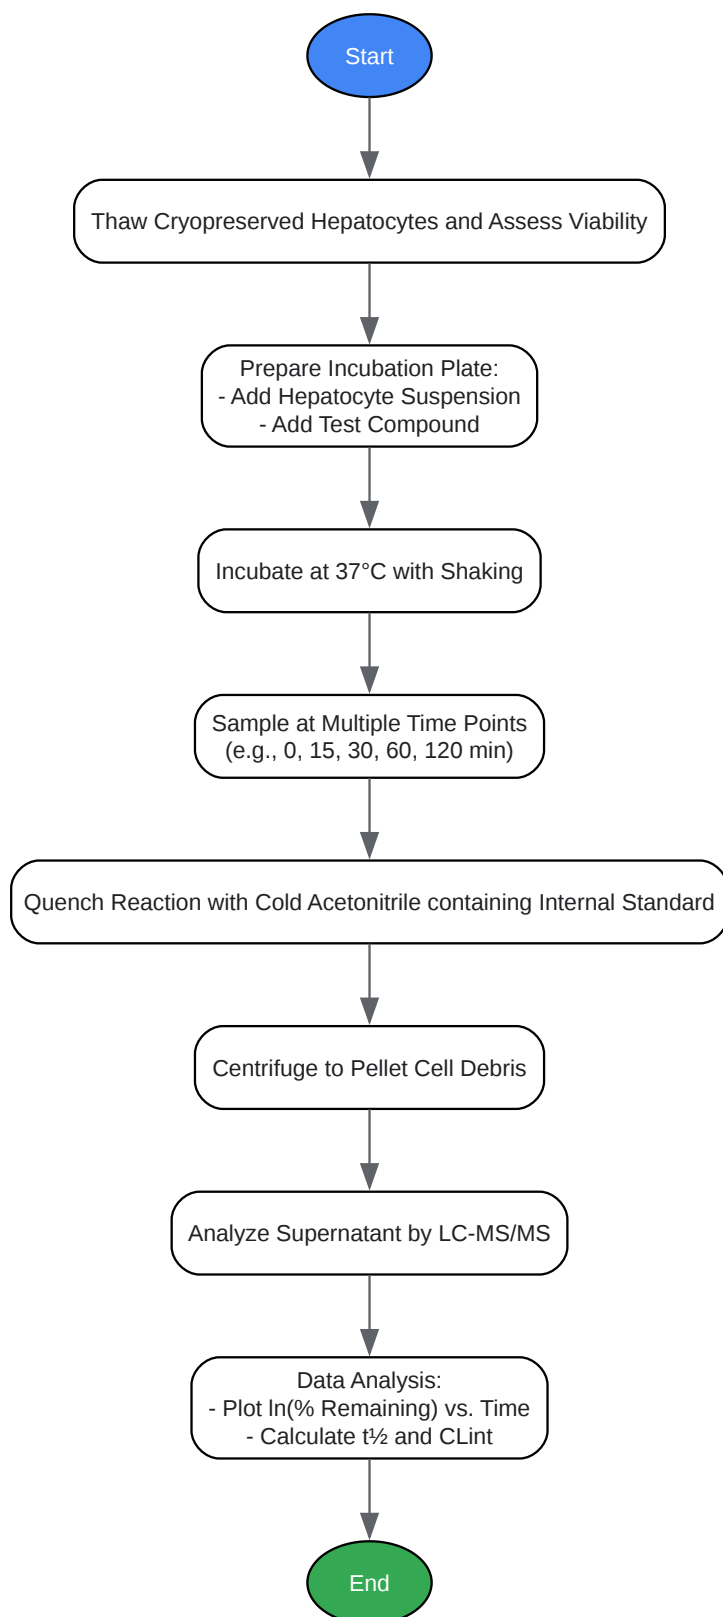 Start
Thaw Cryopreserved Hepatocytes and Assess Viability
Prepare Incubation Plate:
- Add Hepatocyte Suspension
- Add Test Compound
Incubate at 37°C with Shaking
Sample at Multiple Time Points
(e.g., 0, 15, 30, 60, 120 min)
Quench Reaction with Cold Acetonitrile containing Internal Standard
Centrifuge to Pellet Cell Debris
Analyze Supernatant by LC-MS/MS
Data Analysis:
- Plot ln(% Remaining) vs. Time
- Calculate t½ and CLint
End